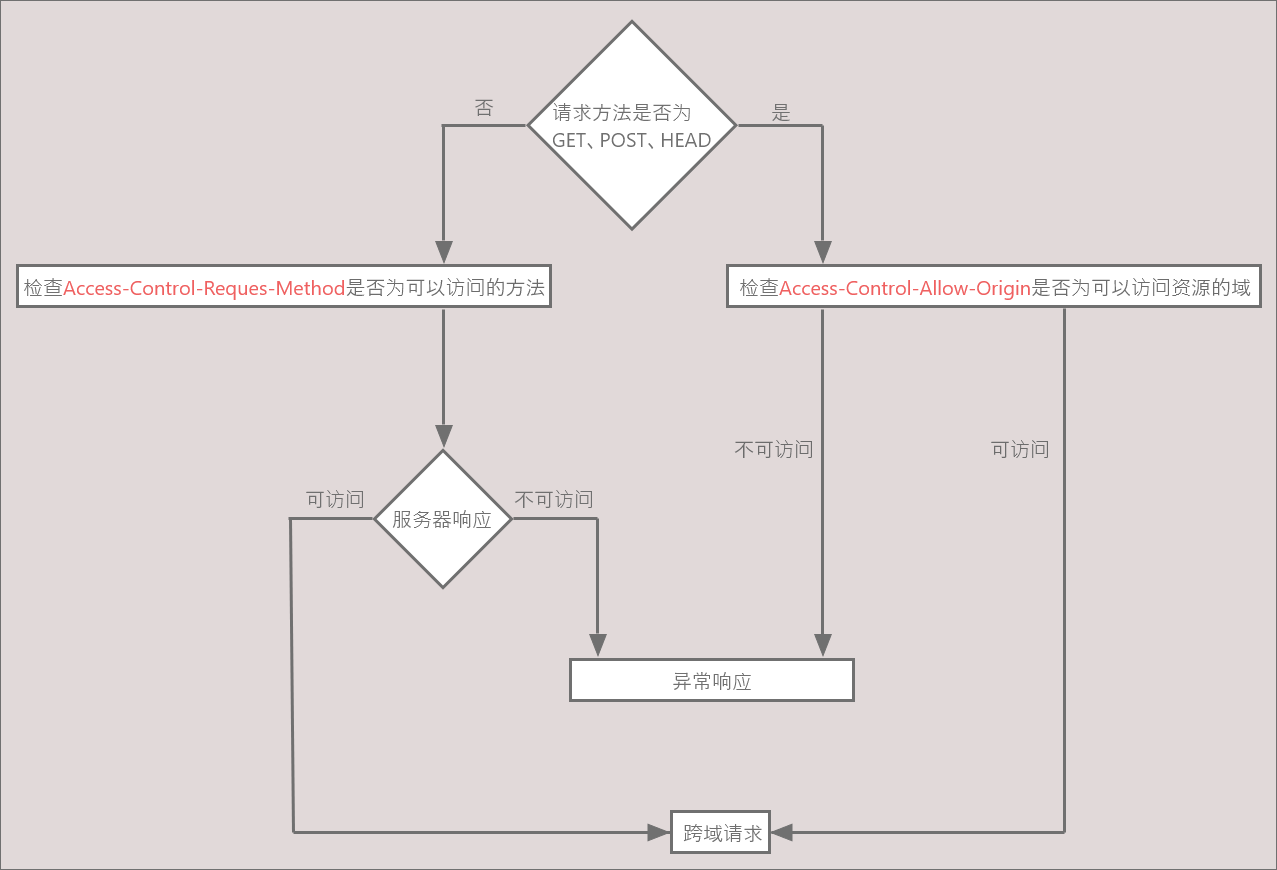 请求方法是否为
GET、POST、HEAD
否
是
检查Access-Control-Reques-Method是否为可以访问的方法
检查Access-Control-Allow-Origin是否为可以访问资源的域
不可访问
可访问
可访问
不可访问
服务器响应
异常响应
跨域请求